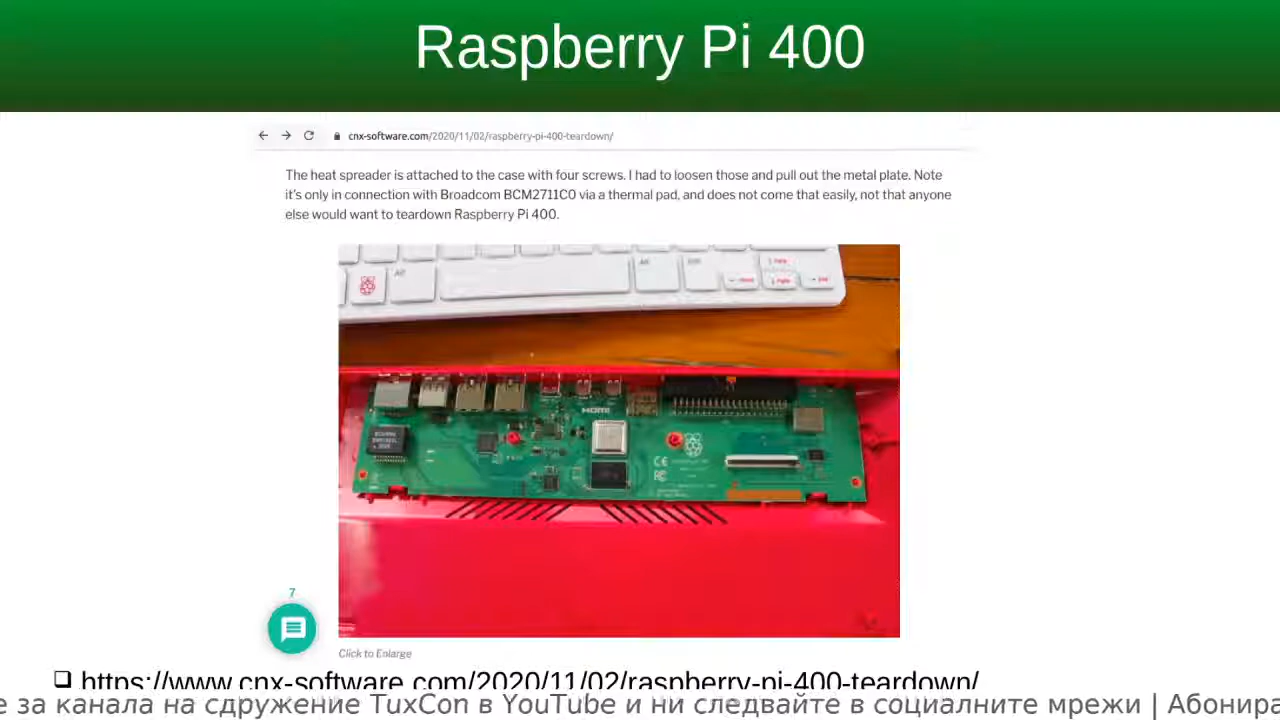 Raspberry Pi 400
cnx-software.com/2020/11/02/raspberry-pi-400-teardown/
The heat spreader is attached to the case with four screws. I had to loosen those and pull out the metal plate. Note
it's only in connection with Broadcom BCM2711C0 via a thermal pad, and does not come that easily, not that anyone
else would want to teardown Raspberry Pi 400.
Alt
HDMI
CE
FC
7
Click to Enlarge
https://www.cnx-software.com/2020/11/02/raspberry-pi-400-teardown/
е за канала на сдружение TuxCon в YouTube и ни следвайте в социалните мрежи | Абонира